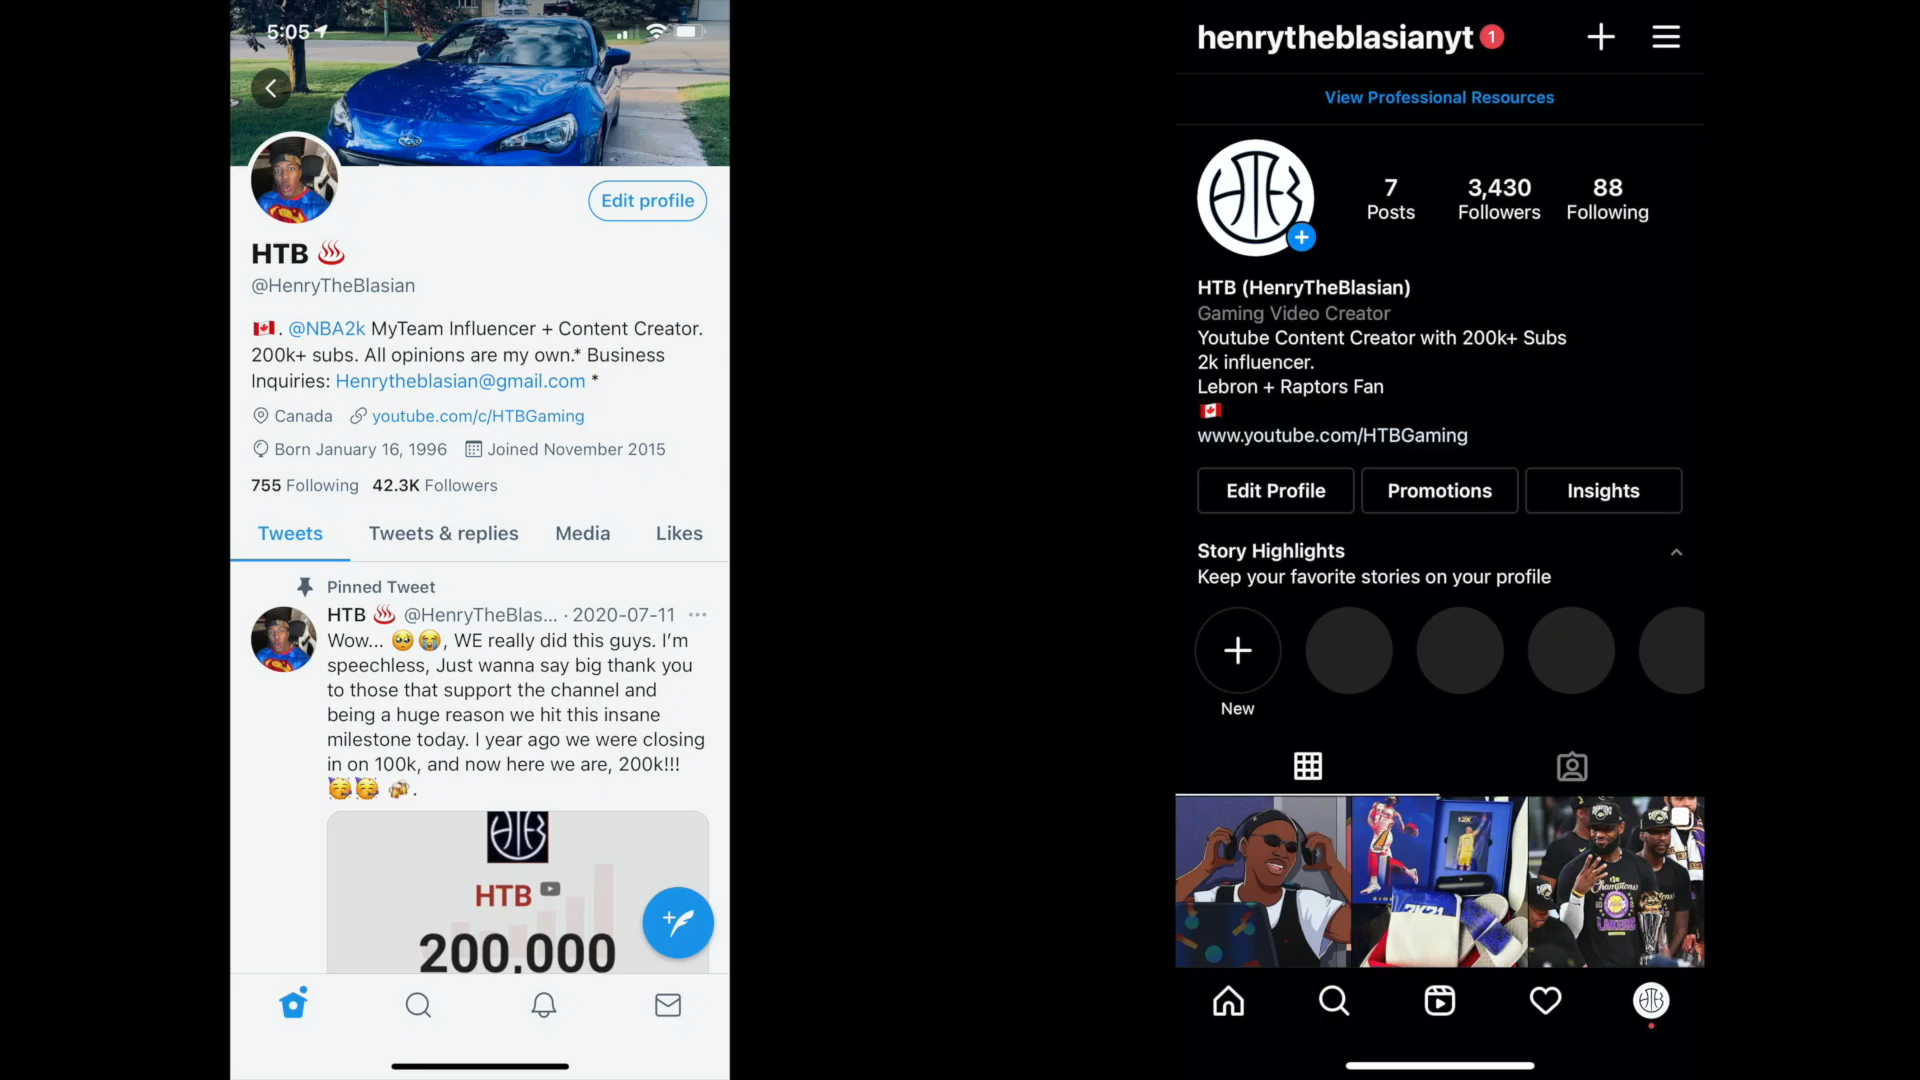 5:05
Edit profile
HTB ♨️
@HenryTheBlasian
🇨🇦. @NBA2k MyTeam Influencer + Content Creator.
200k+ subs. All opinions are my own.* Business
Inquiries: Henrytheblasian@gmail.com *
Canada youtube.com/c/HTBGaming
Born January 16, 1996 Joined November 2015
755 Following 42.3K Followers
Tweets Tweets & replies Media Likes
Pinned Tweet
HTB ♨️ @HenryTheBlas... · 2020-07-11 ···
Wow... 🥺😭, WE really did this guys. I’m
speechless, Just wanna say big thank you
to those that support the channel and
being a huge reason we hit this insane
milestone today. I year ago we were closing
in on 100k, and now here we are, 200k!!!
🥳🥳 🍻.
HTB
HTB
200,000
henrytheblasianyt 1
View Professional Resources
HTB
7 3,430 88
Posts Followers Following
HTB (HenryTheBlasian)
Gaming Video Creator
Youtube Content Creator with 200k+ Subs
2k influencer.
Lebron + Raptors Fan
🇨🇦
www.youtube.com/HTBGaming
Edit Profile Promotions Insights
Story Highlights
Keep your favorite stories on your profile
New
2K21
Champions
LAKERS